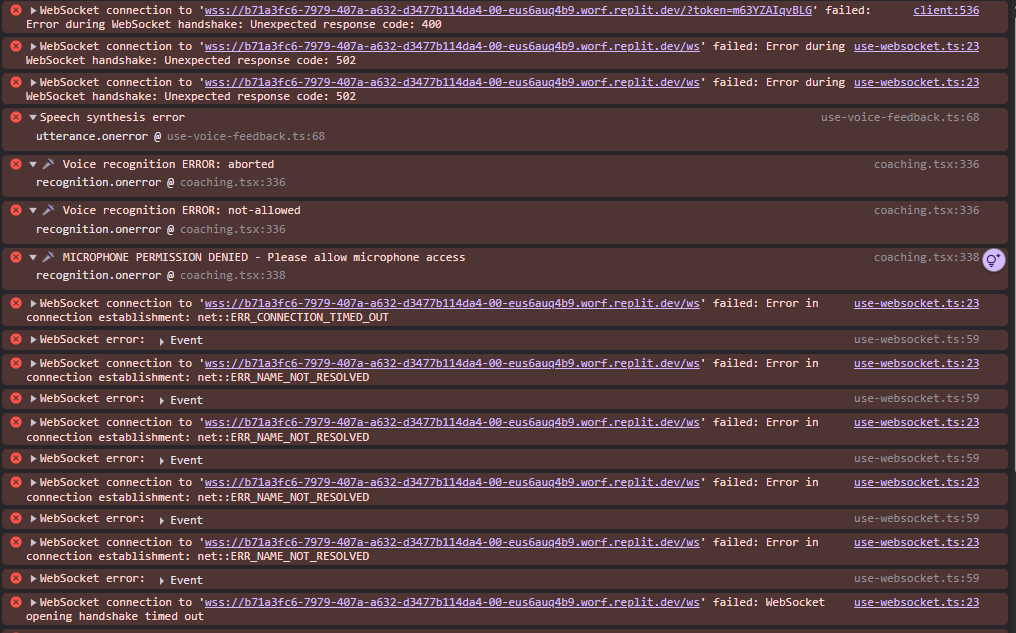 WebSocket connection to 'wss://b71a3fc6-7979-407a-a632-d3477b114da4-00-eus6auq4b9.worf.replit.dev/?token=m63YZAIqvBLG' failed: client:536
Error during WebSocket handshake: Unexpected response code: 400
WebSocket connection to 'wss://b71a3fc6-7979-407a-a632-d3477b114da4-00-eus6auq4b9.worf.replit.dev/ws' failed: Error during use-websocket.ts:23
WebSocket handshake: Unexpected response code: 502
WebSocket connection to 'wss://b71a3fc6-7979-407a-a632-d3477b114da4-00-eus6auq4b9.worf.replit.dev/ws' failed: Error during use-websocket.ts:23
WebSocket handshake: Unexpected response code: 502
Speech synthesis error use-voice-feedback.ts:68
utterance.onerror @ use-voice-feedback.ts:68
Voice recognition ERROR: aborted coaching.tsx:336
recognition.onerror @ coaching.tsx:336
Voice recognition ERROR: not-allowed coaching.tsx:336
recognition.onerror @ coaching.tsx:336
MICROPHONE PERMISSION DENIED - Please allow microphone access coaching.tsx:338
recognition.onerror @ coaching.tsx:338
WebSocket connection to 'wss://b71a3fc6-7979-407a-a632-d3477b114da4-00-eus6auq4b9.worf.replit.dev/ws' failed: Error in use-websocket.ts:23
connection establishment: net::ERR_CONNECTION_TIMED_OUT
WebSocket error: Event use-websocket.ts:59
WebSocket connection to 'wss://b71a3fc6-7979-407a-a632-d3477b114da4-00-eus6auq4b9.worf.replit.dev/ws' failed: Error in use-websocket.ts:23
connection establishment: net::ERR_NAME_NOT_RESOLVED
WebSocket error: Event use-websocket.ts:59
WebSocket connection to 'wss://b71a3fc6-7979-407a-a632-d3477b114da4-00-eus6auq4b9.worf.replit.dev/ws' failed: Error in use-websocket.ts:23
connection establishment: net::ERR_NAME_NOT_RESOLVED
WebSocket error: Event use-websocket.ts:59
WebSocket connection to 'wss://b71a3fc6-7979-407a-a632-d3477b114da4-00-eus6auq4b9.worf.replit.dev/ws' failed: Error in use-websocket.ts:23
connection establishment: net::ERR_NAME_NOT_RESOLVED
WebSocket error: Event use-websocket.ts:59
WebSocket connection to 'wss://b71a3fc6-7979-407a-a632-d3477b114da4-00-eus6auq4b9.worf.replit.dev/ws' failed: Error in use-websocket.ts:23
connection establishment: net::ERR_NAME_NOT_RESOLVED
WebSocket error: Event use-websocket.ts:59
WebSocket connection to 'wss://b71a3fc6-7979-407a-a632-d3477b114da4-00-eus6auq4b9.worf.replit.dev/ws' failed: WebSocket use-websocket.ts:23
opening handshake timed out